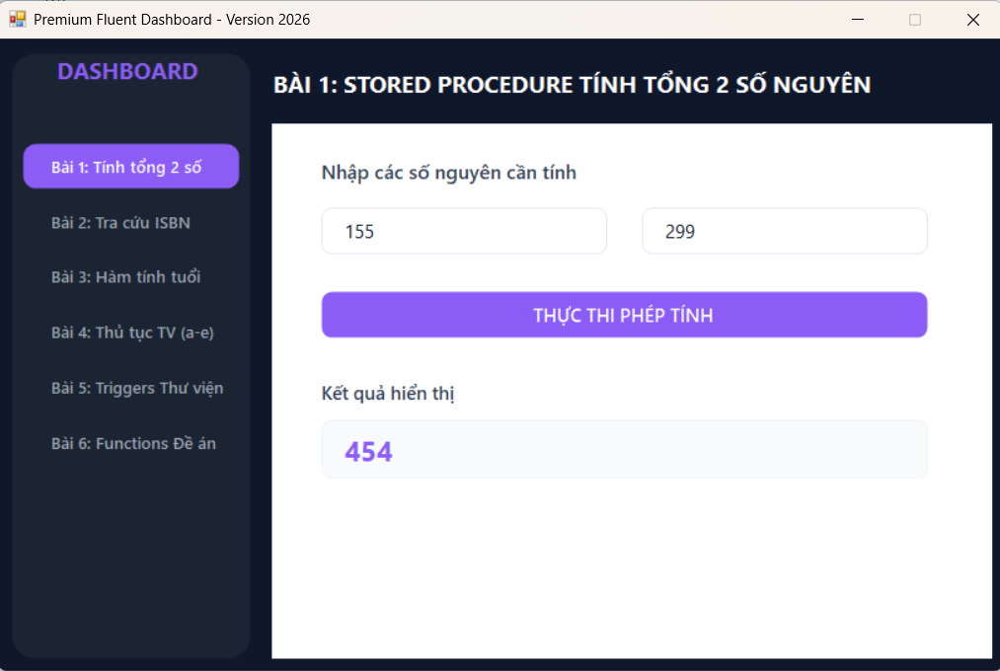 Premium Fluent Dashboard - Version 2026
DASHBOARD
Bài 1: Tính tổng 2 số
Bài 2: Tra cứu ISBN
Bài 3: Hàm tính tuổi
Bài 4: Thủ tục TV (a-e)
Bài 5: Triggers Thư viện
Bài 6: Functions Đề án
BÀI 1: STORED PROCEDURE TÍNH TỔNG 2 SỐ NGUYÊN
Nhập các số nguyên cần tính
155
299
THỰC THI PHÉP TÍNH
Kết quả hiển thị
454